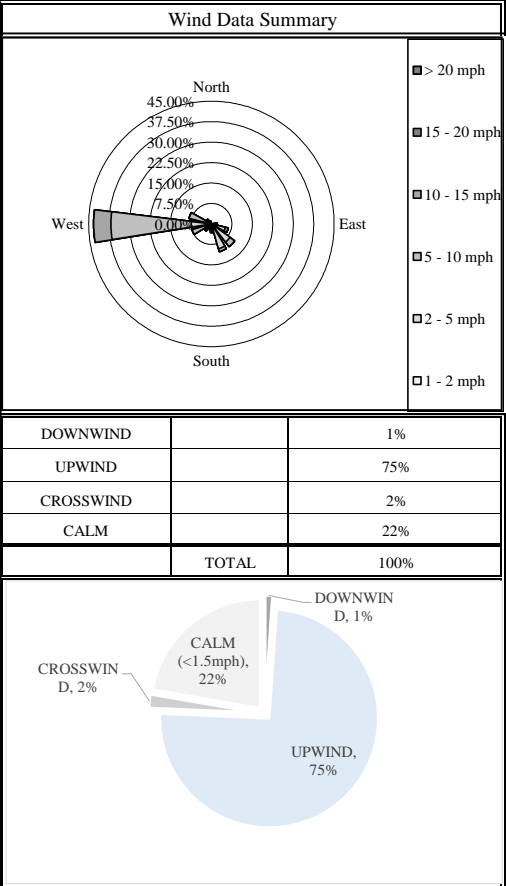 Wind Data Summary
North
45.00%
37.50%
30.00%
22.50%
15.00%
7.50%
0.00%
West
East
South
> 20 mph
15 - 20 mph
10 - 15 mph
5 - 10 mph
2 - 5 mph
1 - 2 mph
DOWNWIND 1%
UPWIND 75%
CROSSWIND 2%
CALM 22%
TOTAL 100%
DOWNWIN
D, 1%
CALM
(<1.5mph),
22%
CROSSWIN
D, 2%
UPWIND,
75%